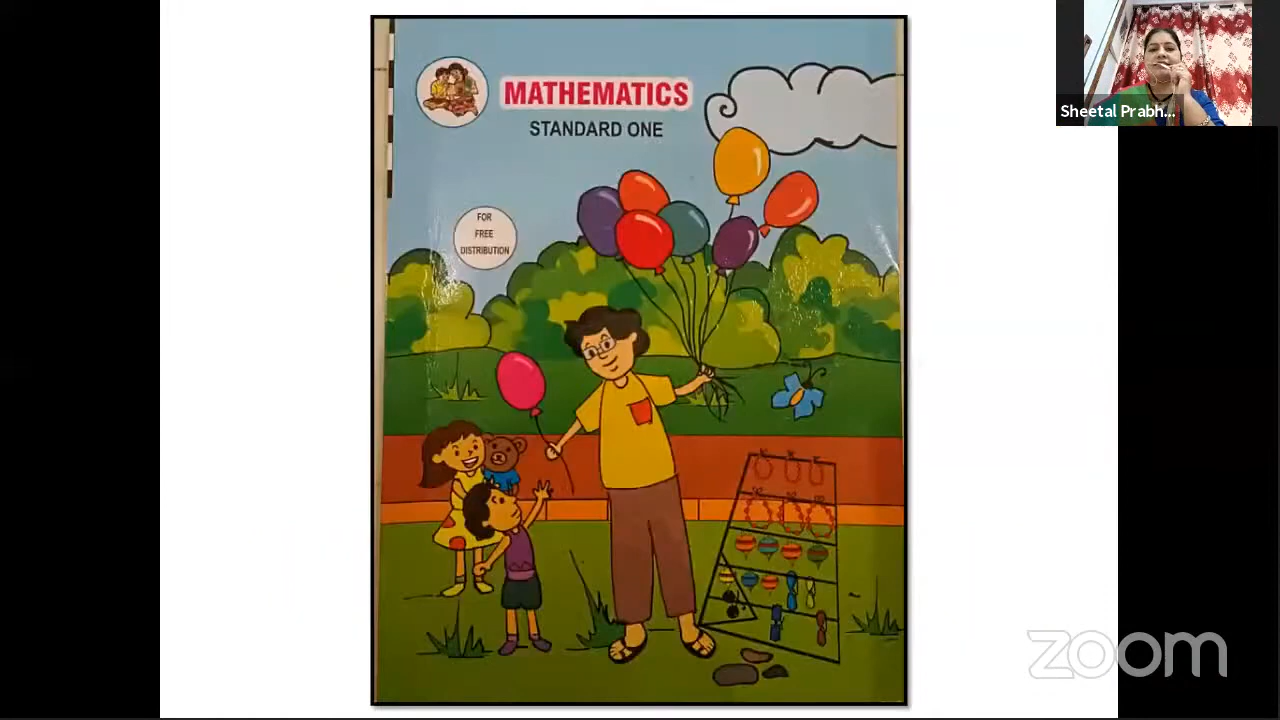 MATHEMATICS
STANDARD ONE
FOR
FREE
DISTRIBUTION
Sheetal Prabh...
zoom